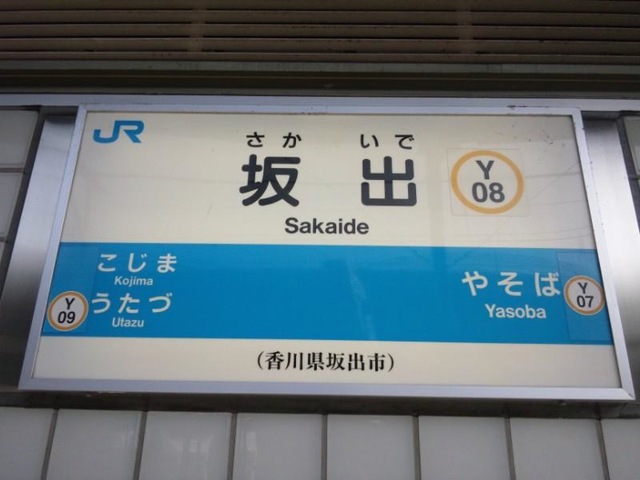 JR
さか いで
坂出
Y
08
Sakaide
こじま
Kojima
Y
09
うたづ
Utazu
やそば
Yasoba
Y
07
(香川県坂出市)